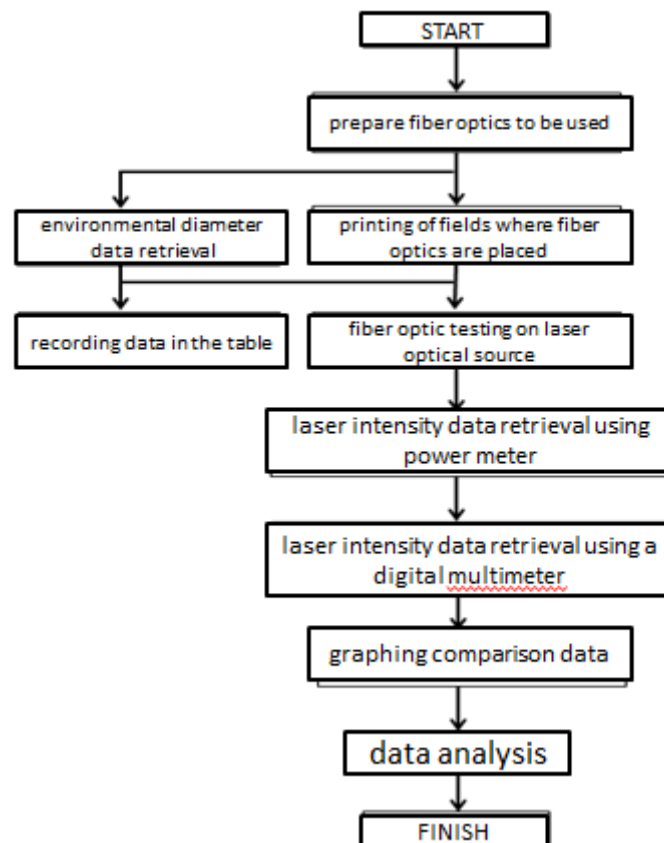 START
prepare fiber optics to be used
environmental diameter
data retrieval
printing of fields where fiber
optics are placed
recording data in the table
fiber optic testing on laser
optical source
laser intensity data retrieval using
power meter
laser intensity data retrieval using a
digital multimeter
graphing comparison data
data analysis
FINISH